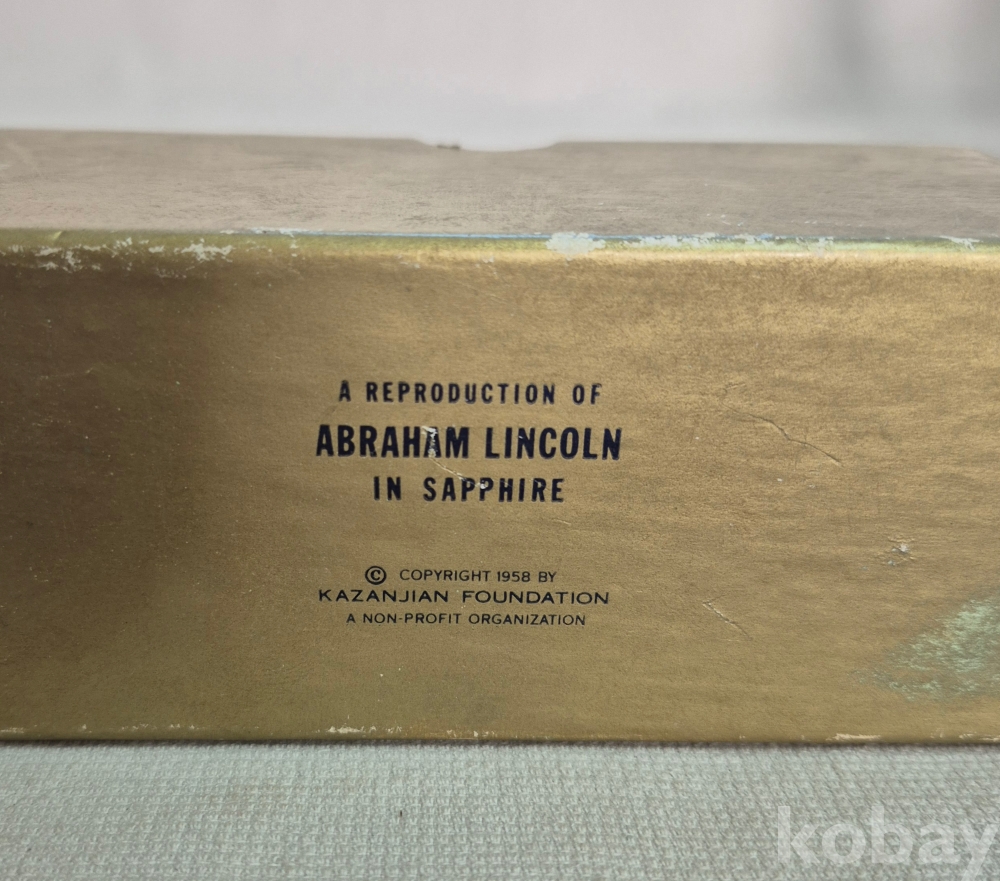 A REPRODUCTION OF
ABRAHAM LINCOLN
IN SAPPHIRE
© COPYRIGHT 1958 BY
KAZANJIAN FOUNDATION
A NON-PROFIT ORGANIZATION
kobay